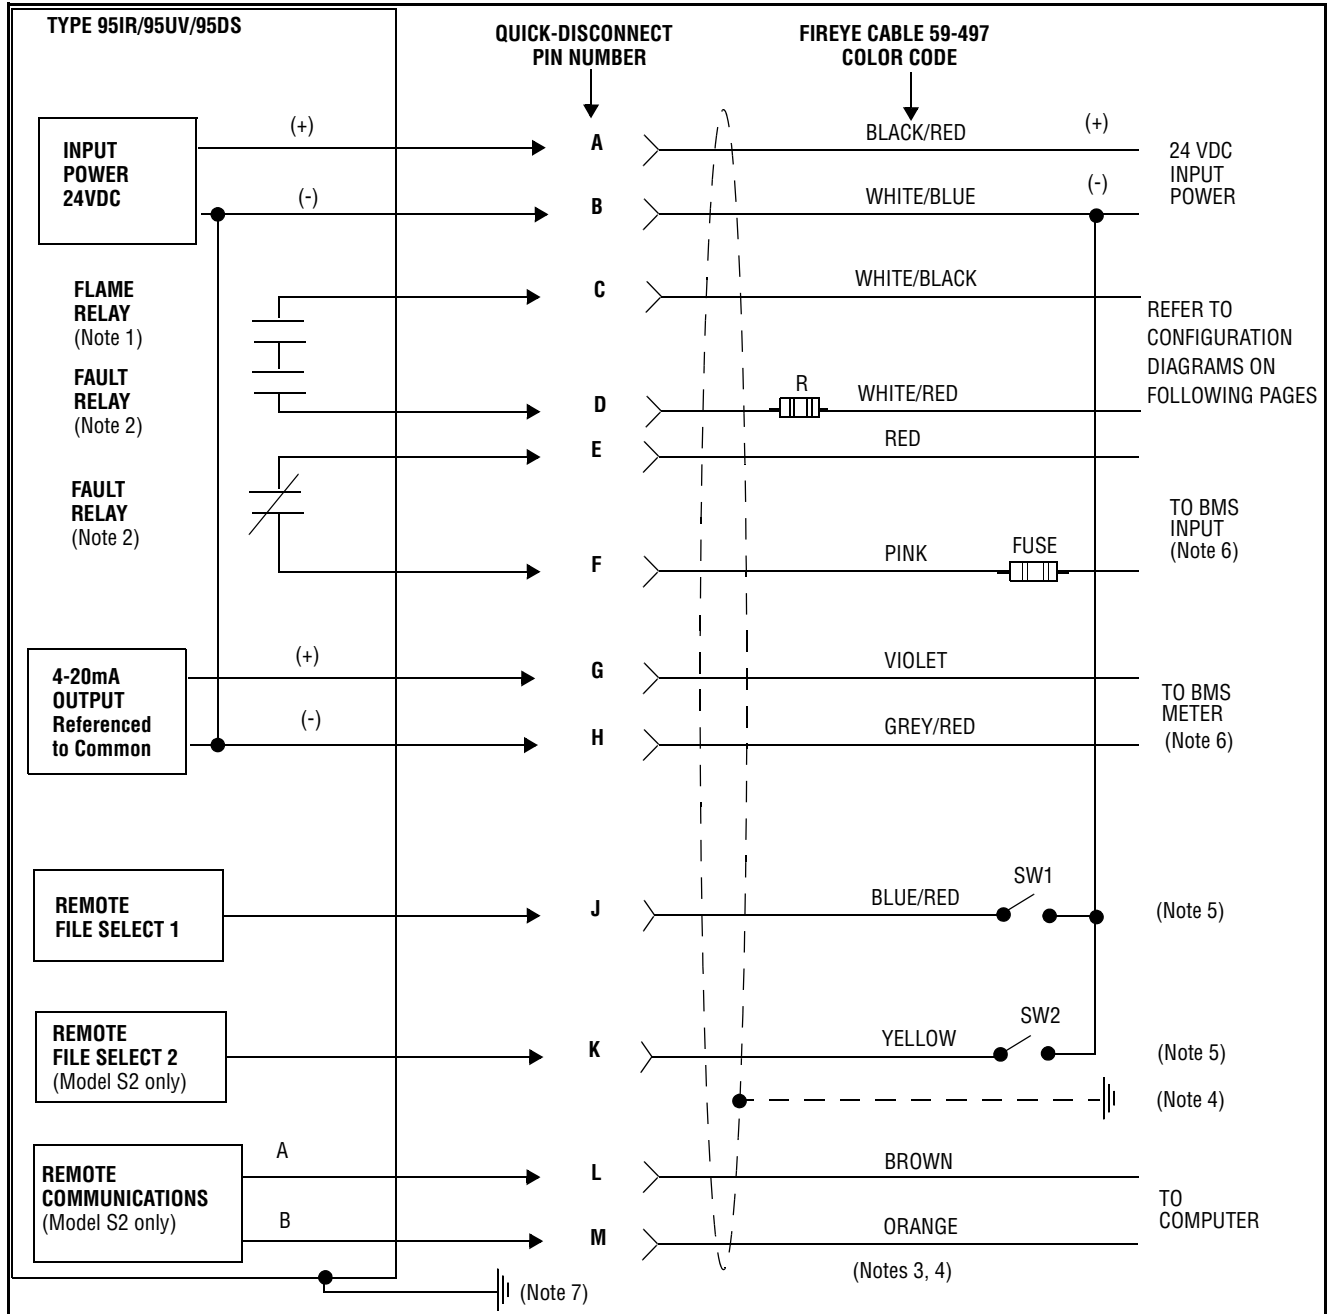 TYPE 95IR/95UV/95DS
QUICK-DISCONNECT
PIN NUMBER
FIREYE CABLE 59-497
COLOR CODE
INPUT
POWER
24VDC
(+)
A
BLACK/RED
(+)
(-)
B
WHITE/BLUE
(-)
24 VDC
INPUT
POWER
FLAME
RELAY
(Note 1)
C
WHITE/BLACK
REFER TO
CONFIGURATION
DIAGRAMS ON
FOLLOWING PAGES
FAULT
RELAY
(Note 2)
D
R
WHITE/RED
E
RED
FAULT
RELAY
(Note 2)
F
PINK
FUSE
TO BMS
INPUT
(Note 6)
4-20mA
OUTPUT
Referenced
to Common
(+)
G
VIOLET
(-)
H
GREY/RED
TO BMS
METER
(Note 6)
REMOTE
FILE SELECT 1
J
BLUE/RED
SW1
(Note 5)
REMOTE
FILE SELECT 2
(Model S2 only)
K
YELLOW
SW2
(Note 5)
(Note 4)
REMOTE
COMMUNICATIONS
(Model S2 only)
A
L
BROWN
B
M
ORANGE
TO
COMPUTER
(Notes 3, 4)
(Note 7)